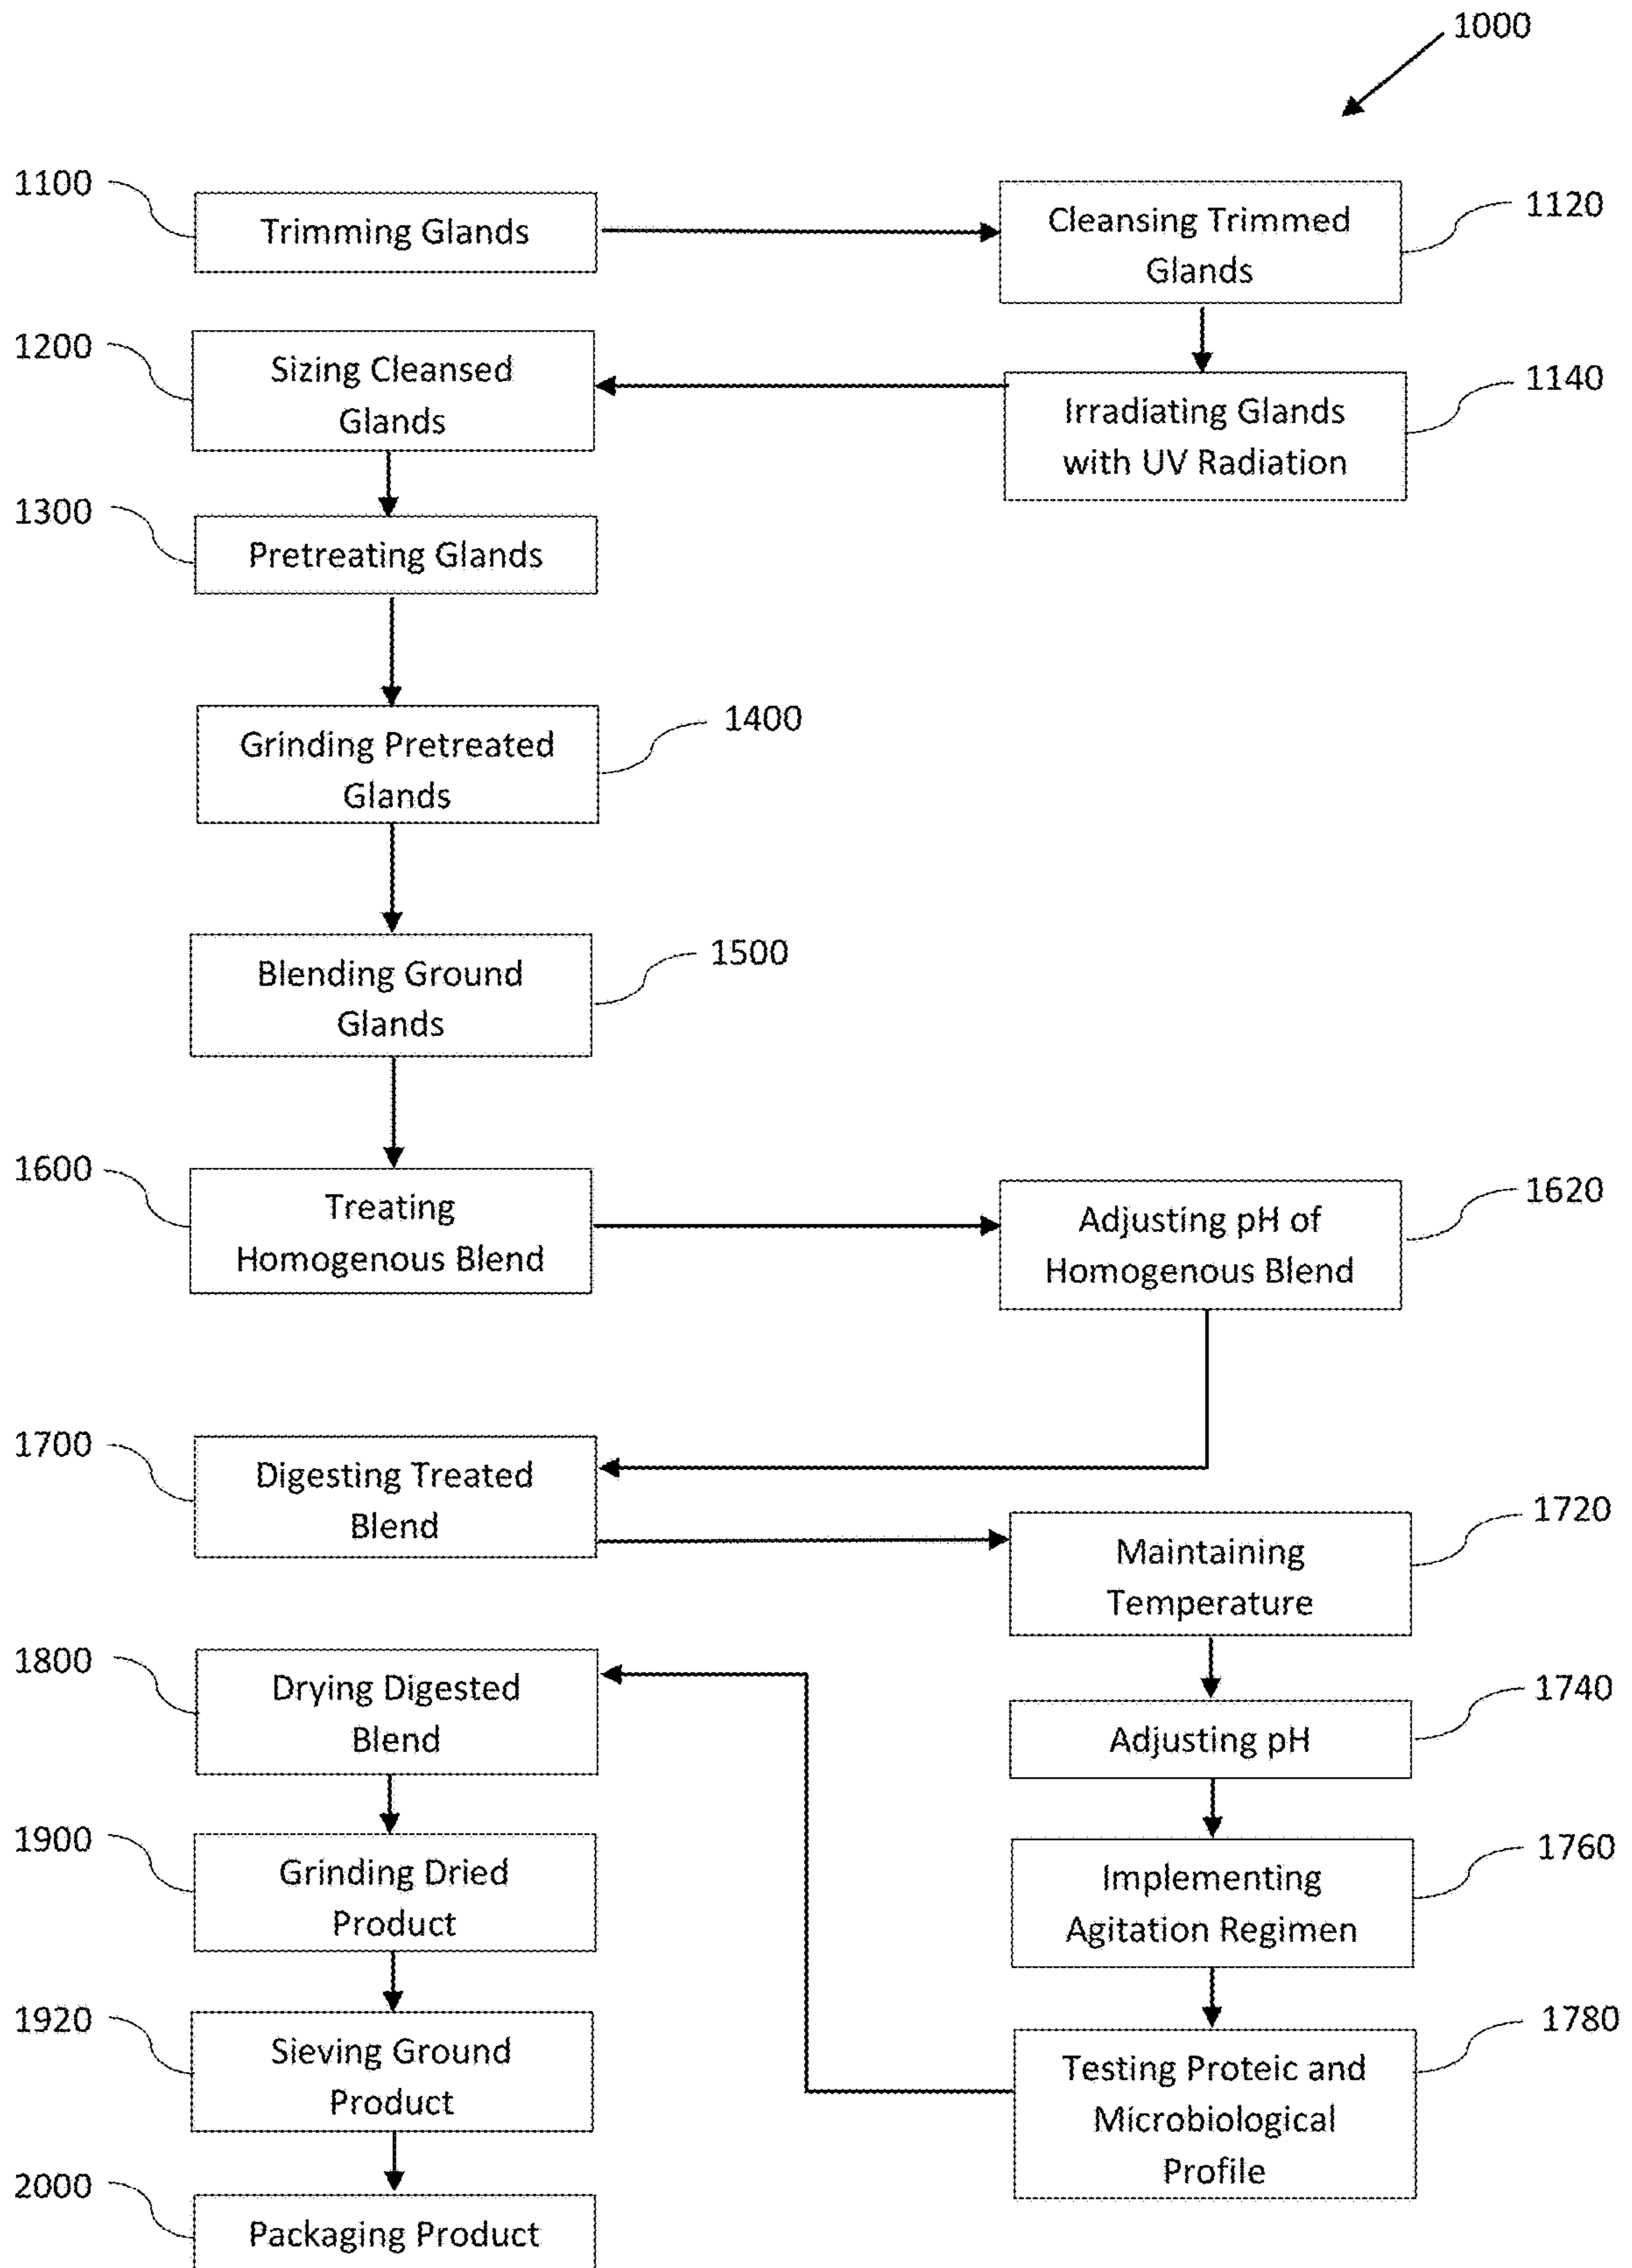 1000
1100
Trimming Glands
Cleansing Trimmed
Glands
1120
1140
Irradiating Glands
with UV Radiation
1200
Sizing Cleansed
Glands
1300
Pretreating Glands
1400
Grinding Pretreated
Glands
1500
Blending Ground
Glands
1600
Treating
Homogenous Blend
1620
Adjusting pH of
Homogenous Blend
1700
Digesting Treated
Blend
1720
Maintaining
Temperature
1740
Adjusting pH
1760
Implementing
Agitation Regimen
1780
Testing Proteic and
Microbiological
Profile
1800
Drying Digested
Blend
1900
Grinding Dried
Product
1920
Sieving Ground
Product
2000
Packaging Product